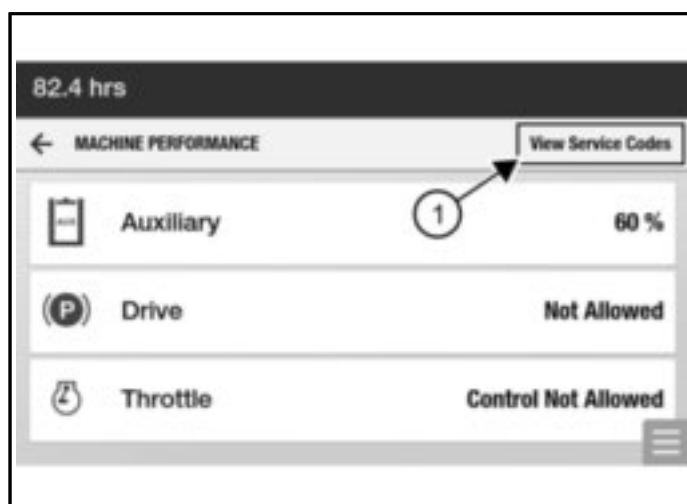 82.4 hrs
← MACHINE PERFORMANCE View Service Codes
1
Auxiliary 60 %
P Drive Not Allowed
Throttle Control Not Allowed